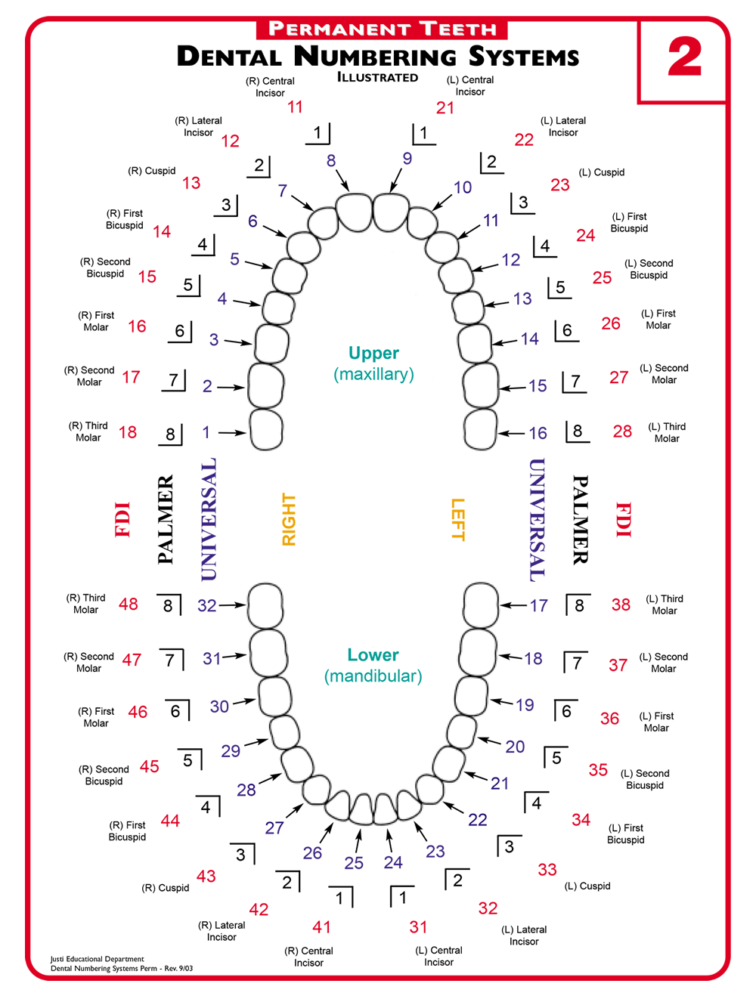 PERMANENT TEETH
2
DENTAL NUMBERING SYSTEMS
ILLUSTRATED
(R) Central
Incisor
11
1
8
(L) Central
Incisor
21
1
9
(R) Lateral
Incisor
12
2
7
(L) Lateral
Incisor
22
2
10
(R) Cuspid
13
3
6
(L) Cuspid
23
3
11
(R) First
Bicuspid
14
4
5
(L) First
Bicuspid
24
4
12
(R) Second
Bicuspid
15
5
4
(L) Second
Bicuspid
25
5
13
(R) First
Molar
16
6
3
(L) First
Molar
26
6
14
Upper
(maxillary)
(R) Second
Molar
17
7
2
(L) Second
Molar
27
7
15
(R) Third
Molar
18
8
1
(L) Third
Molar
28
8
16
FDI
PALMER
UNIVERSAL
RIGHT
LEFT
UNIVERSAL
PALMER
FDI
(R) Third
Molar
48
8
32
17
8
38
(L) Third
Molar
(R) Second
Molar
47
7
31
Lower
(mandibular)
18
7
37
(L) Second
Molar
(R) First
Molar
46
6
30
19
6
36
(L) First
Molar
(R) Second
Bicuspid
45
5
29
20
5
35
(L) Second
Bicuspid
(R) First
Bicuspid
44
4
28
21
4
34
(L) First
Bicuspid
(R) Cuspid
43
3
27
22
3
33
(L) Cuspid
(R) Lateral
Incisor
42
2
26
23
2
32
(L) Lateral
Incisor
(R) Central
Incisor
41
1
25
24
1
31
(L) Central
Incisor
Justi Educational Department
Dental Numbering Systems Perm - Rev. 9/03